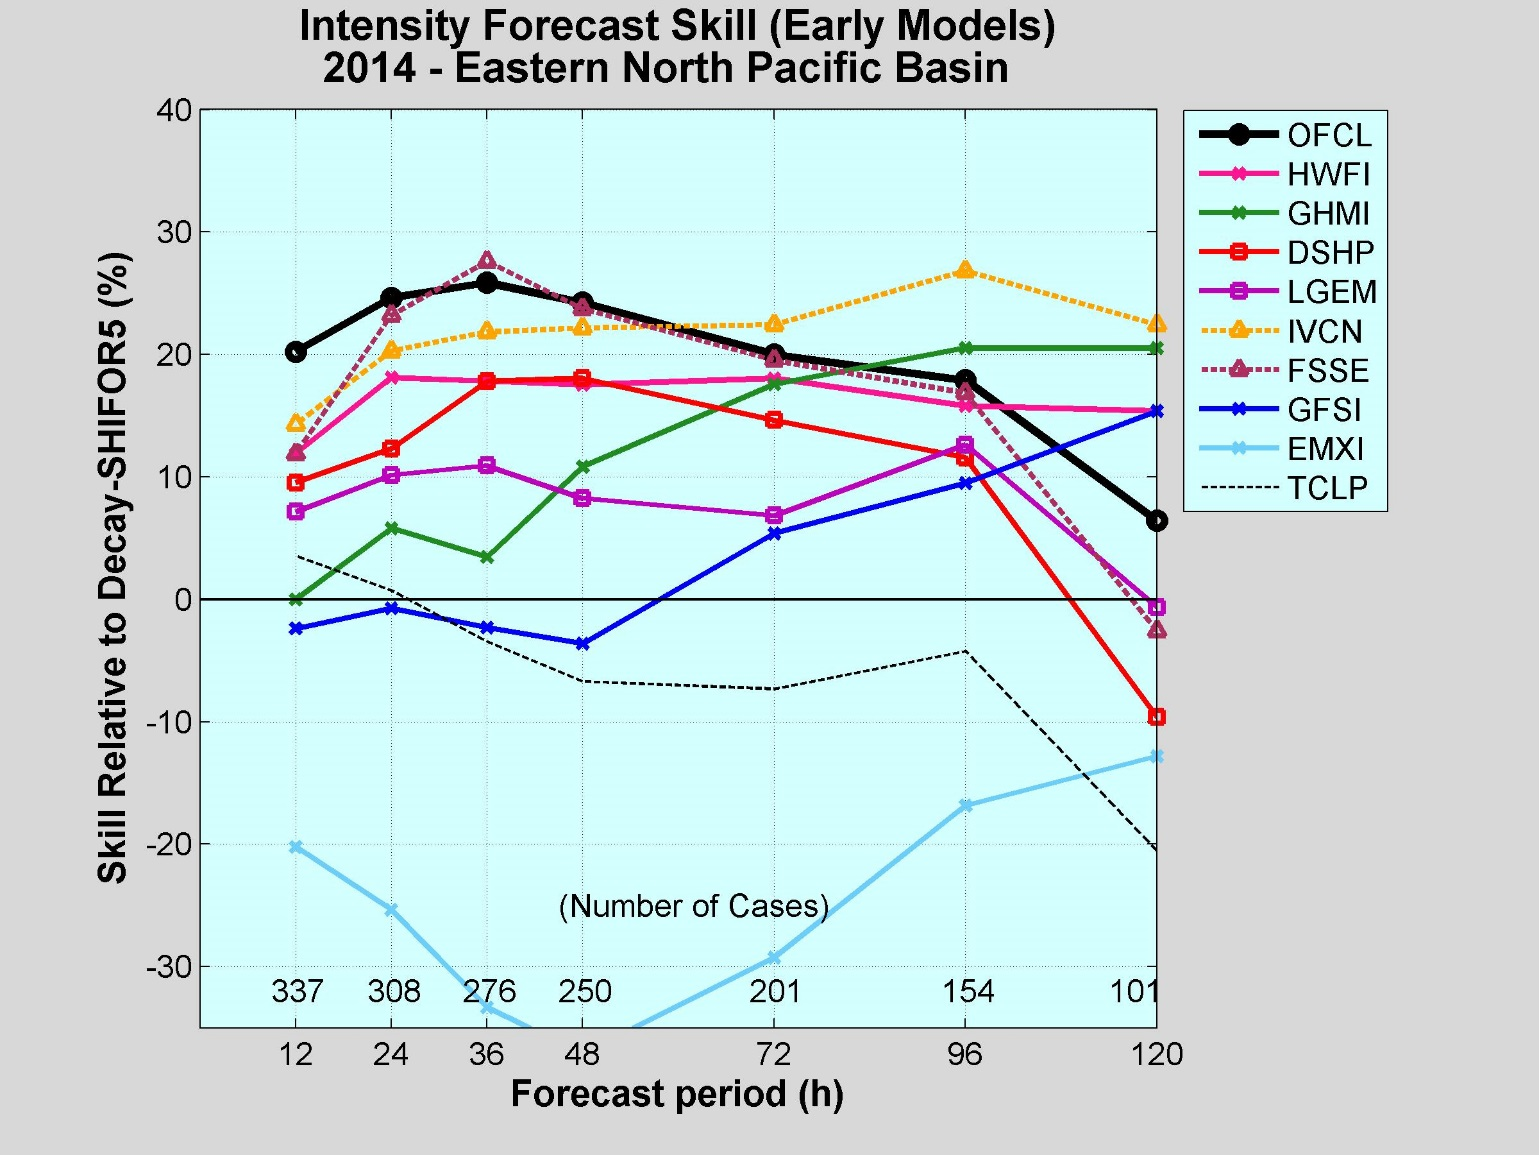 Intensity Forecast Skill (Early Models)
2014 - Eastern North Pacific Basin
Skill Relative to Decay-SHIFOR5 (%)
40
30
20
10
0
-10
-20
-30
OFCL
HWFI
GHMI
DSHP
LGEM
IVCN
FSSE
GFSI
EMXI
TCLP
(Number of Cases)
337 308 276 250 201 154 101
12 24 36 48 72 96 120
Forecast period (h)